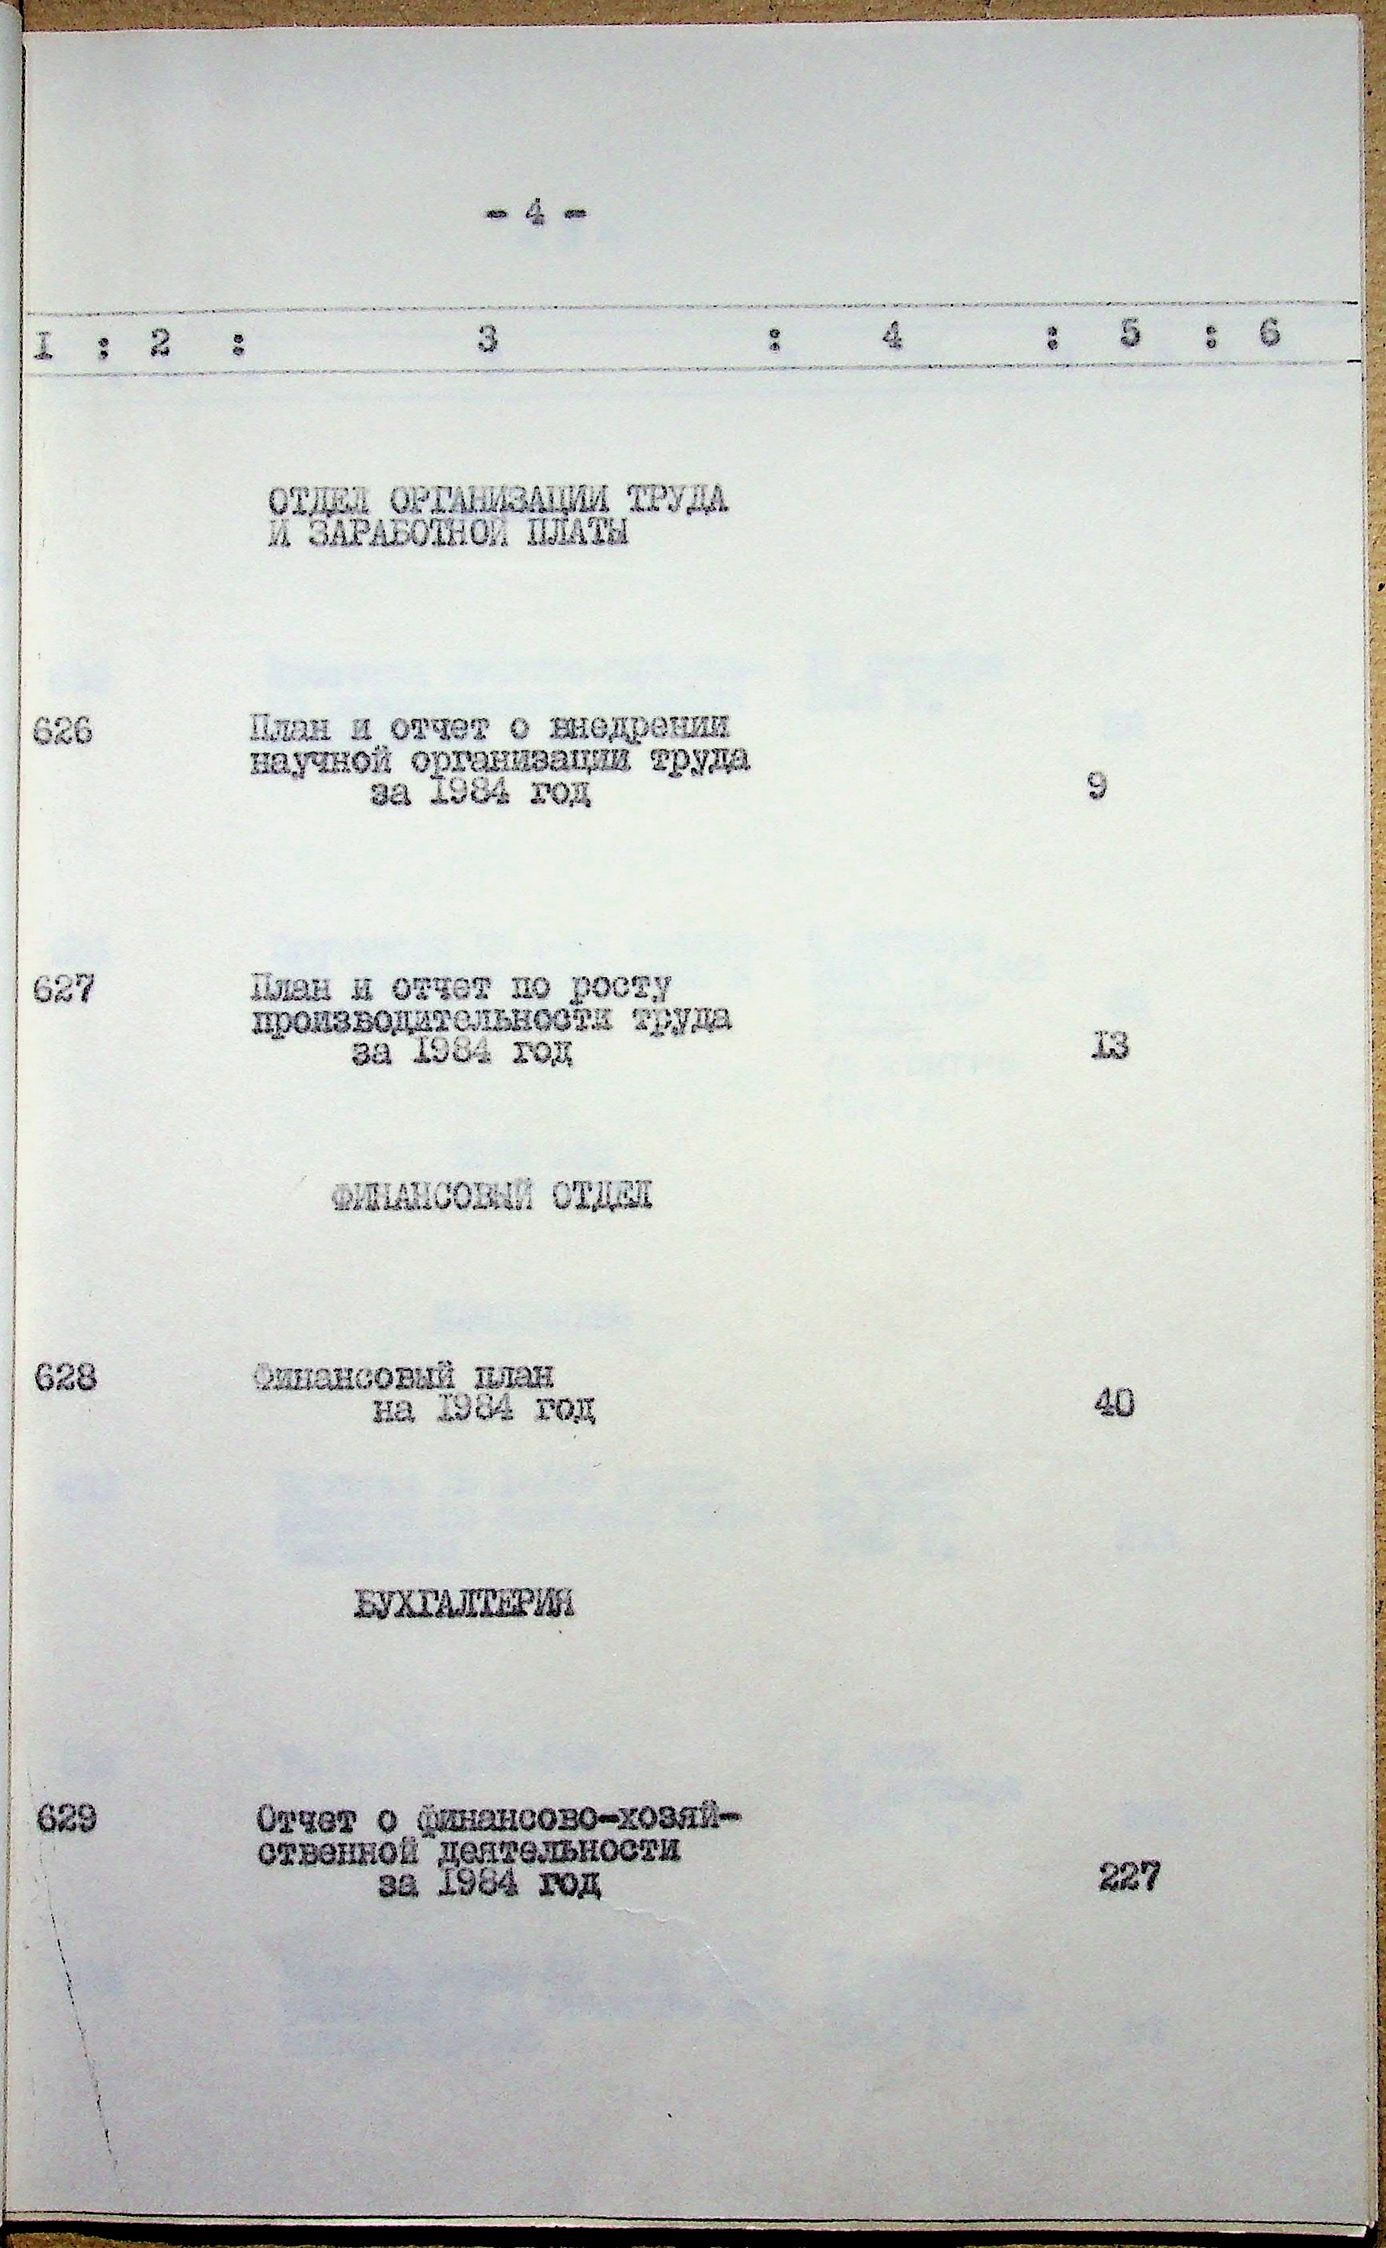 - 4 -
I : 2 : 3 : 4 : 5 : 6
ОТДЕЛ ОРГАНИЗАЦИИ ТРУДА
И ЗАРАБОТНОЙ ПЛАТЫ
626 План и отчет о внедрении
научной организации труда
за 1984 год 9
627 План и отчет по росту
производительности труда
за 1984 год 13
ФИНАНСОВЫЙ ОТДЕЛ
628 Финансовый план
на 1984 год 40
БУХГАЛТЕРИЯ
629 Отчет о финансово-хозяй-
ственной деятельности
за 1984 год 227